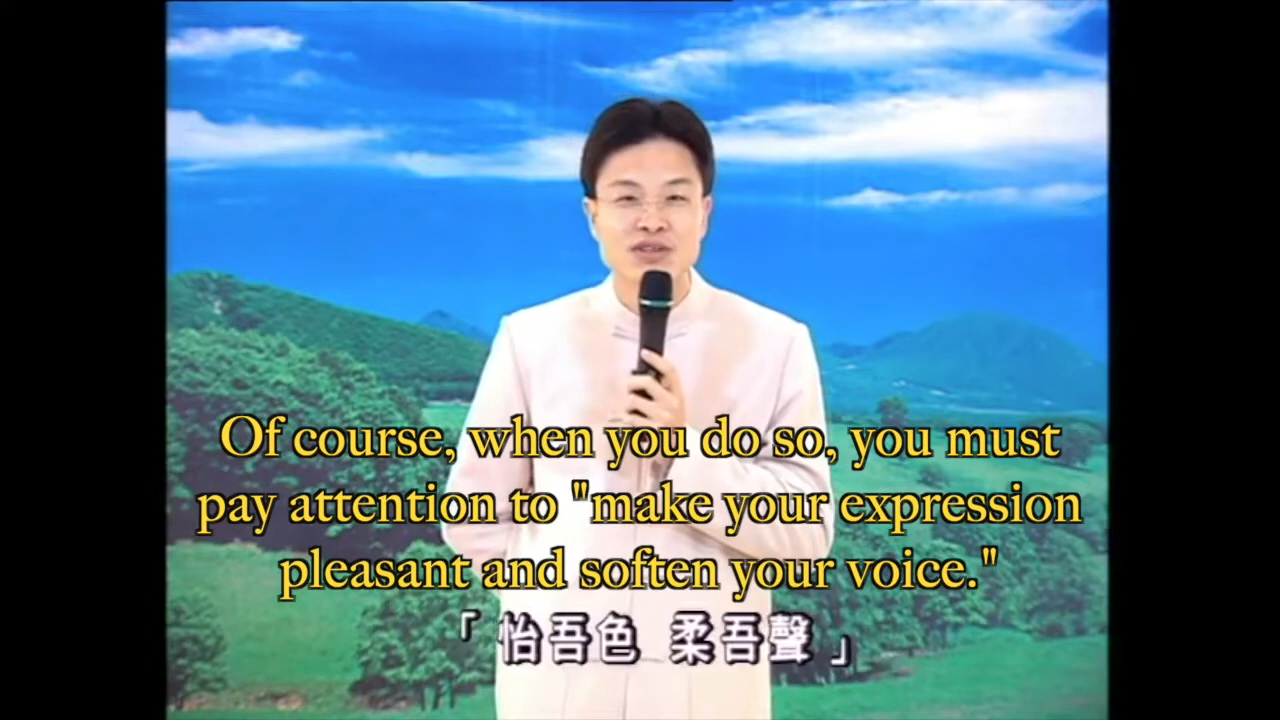 Of course, when you do so, you must
pay attention to "make your expression
pleasant and soften your voice."
「怡吾色 柔吾聲」